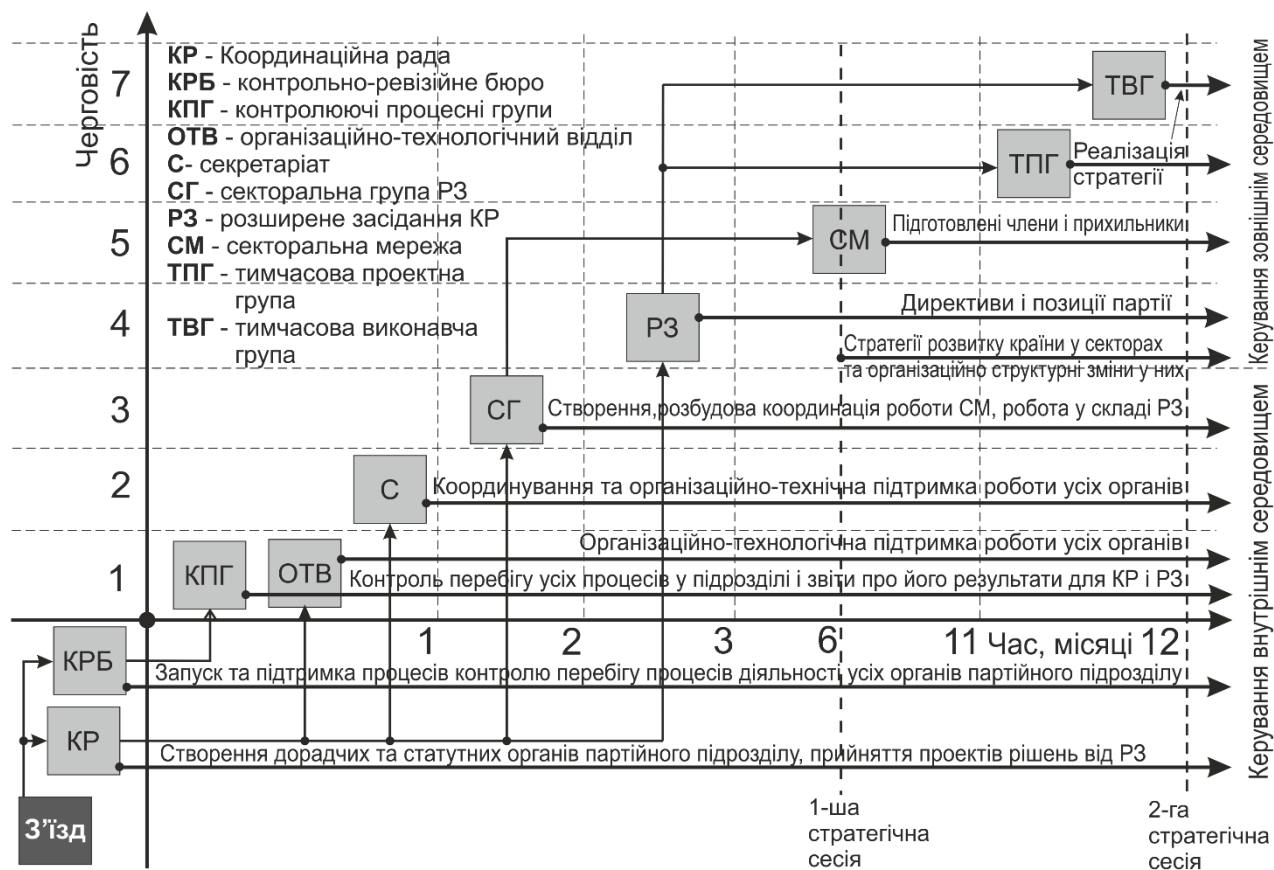 Черговість
7
6
5
4
3
2
1
КР - Координаційна рада
КРБ - контрольно-ревізійне бюро
КПГ - контролюючі процесні групи
ОТВ - організаційно-технологічний відділ
С- секретаріат
СГ - секторальна група РЗ
РЗ - розширене засідання КР
СМ - секторальна мережа
ТПГ - тимчасова проектна
група
ТВГ - тимчасова виконавча
група
ТВГ
ТПГ
Реалізація
стратегії
СМ
Підготовлені члени і прихильники
РЗ
Директиви і позиції партії
Стратегії розвитку країни у секторах
та організаційно структурні зміни у них
СГ
Створення,розбудова координація роботи СМ, робота у складі РЗ
С
Координування та організаційно-технічна підтримка роботи усіх органів
Організаційно-технологічна підтримка роботи усіх органів
КПГ
ОТВ
Контроль перебігу усіх процесів у підрозділі і звіти про його результати для КР і РЗ
1
2
3
6
11
Час, місяці
12
КРБ
Запуск та підтримка процесів контролю перебігу процесів діяльності усіх органів партійного підрозділу
КР
Створення дорадчих та статутних органів партійного підрозділу, прийняття проектів рішень від РЗ
З’їзд
1-ша
стратегічна
сесія
2-га
стратегічна
сесія
Керування зовнішнім середовищем
Керування внутрішнім середовищем